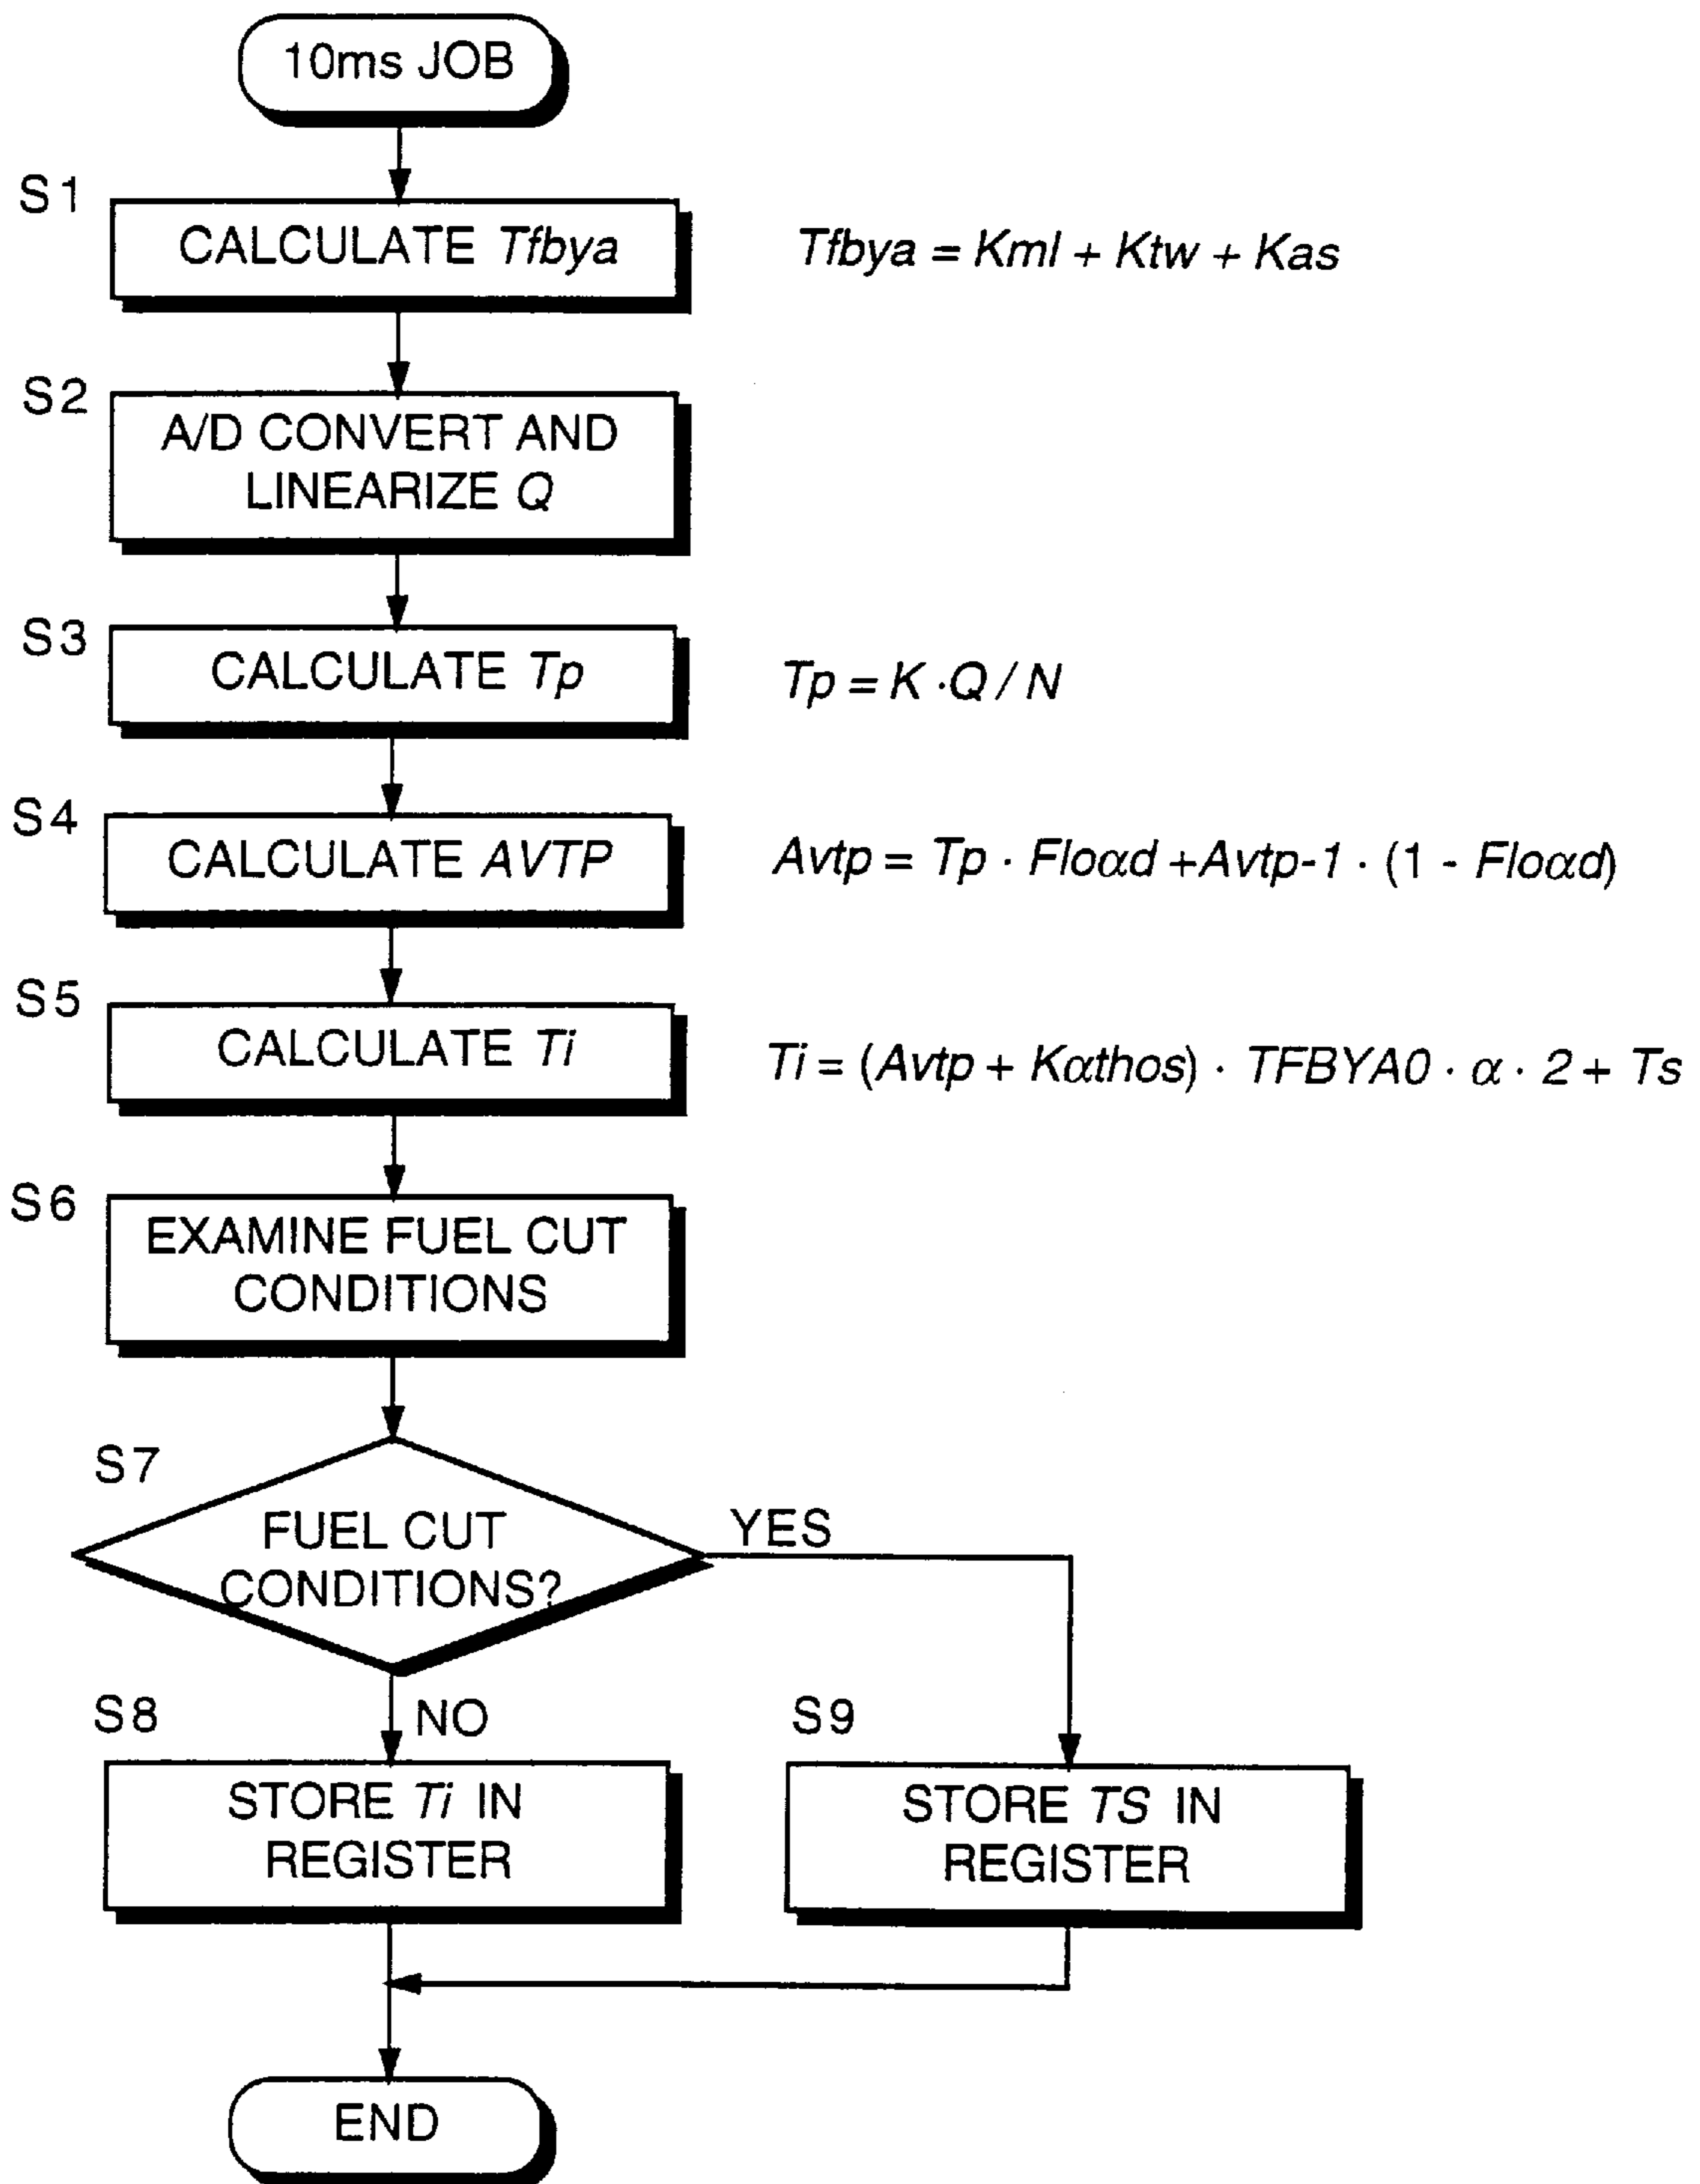 10ms JOB
S1
CALCULATE Tfbya
Tfbya = Kml + Ktw + Kas
S2
A/D CONVERT AND
LINEARIZE Q
S3
CALCULATE Tp
Tp = K · Q / N
S4
CALCULATE AVTP
Avtp = Tp · Floαd + Avtp-1 · (1 - Floαd)
S5
CALCULATE Ti
Ti = (Avtp + Kαthos) · TFBYA0 · α · 2 + Ts
S6
EXAMINE FUEL CUT
CONDITIONS
S7
FUEL CUT
CONDITIONS?
YES
NO
S8
STORE Ti IN
REGISTER
S9
STORE TS IN
REGISTER
END